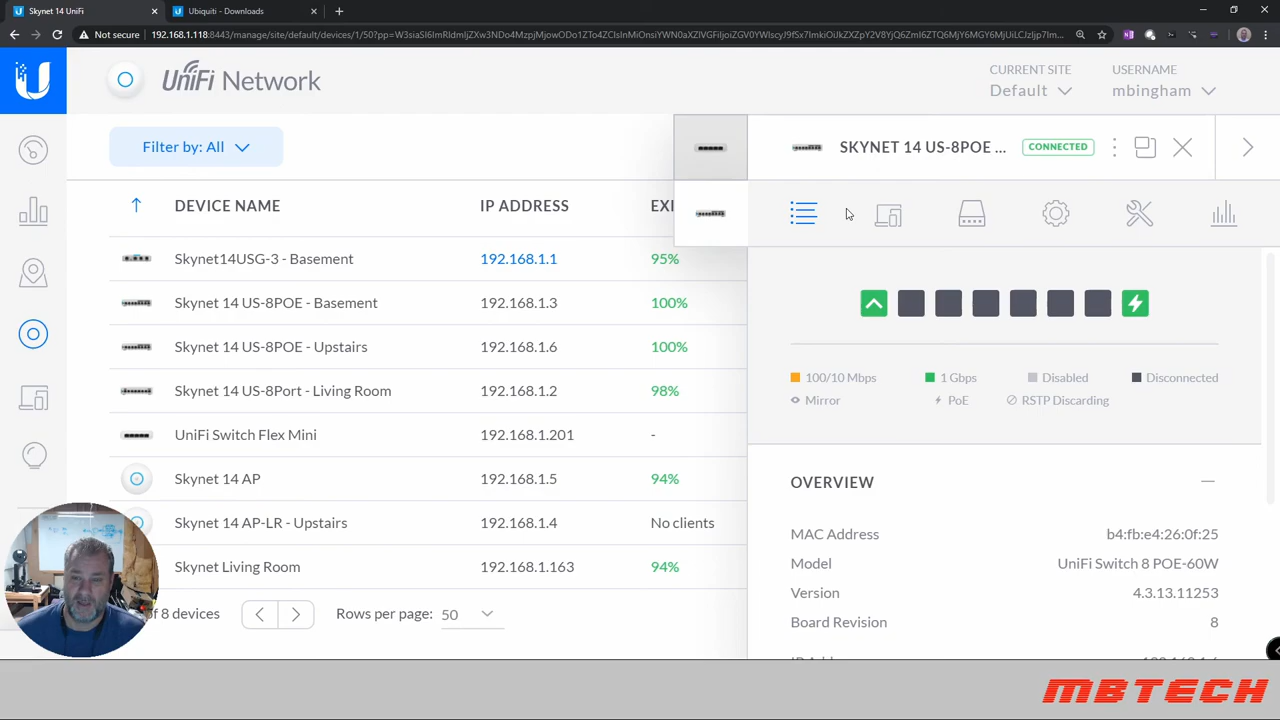 Skynet 14 UniFi
Ubiquiti - Downloads
Not secure
192.168.1.118:8443/manage/site/default/devices/1/50?pp=
UniFi Network
CURRENT SITE
Default
USERNAME
mbingham
Filter by: All
SKYNET 14 US-8POE ...
CONNECTED
DEVICE NAME
IP ADDRESS
EXI
Skynet14USG-3 - Basement
192.168.1.1
95%
Skynet 14 US-8POE - Basement
192.168.1.3
100%
Skynet 14 US-8POE - Upstairs
192.168.1.6
100%
Skynet 14 US-8Port - Living Room
192.168.1.2
98%
UniFi Switch Flex Mini
192.168.1.201
-
Skynet 14 AP
192.168.1.5
94%
Skynet 14 AP-LR - Upstairs
192.168.1.4
No clients
Skynet Living Room
192.168.1.163
94%
of 8 devices
Rows per page: 50
100/10 Mbps
1 Gbps
Disabled
Disconnected
Mirror
PoE
RSTP Discarding
OVERVIEW
MAC Address
b4:fb:e4:26:0f:25
Model
UniFi Switch 8 POE-60W
Version
4.3.13.11253
Board Revision
8
MBTECH